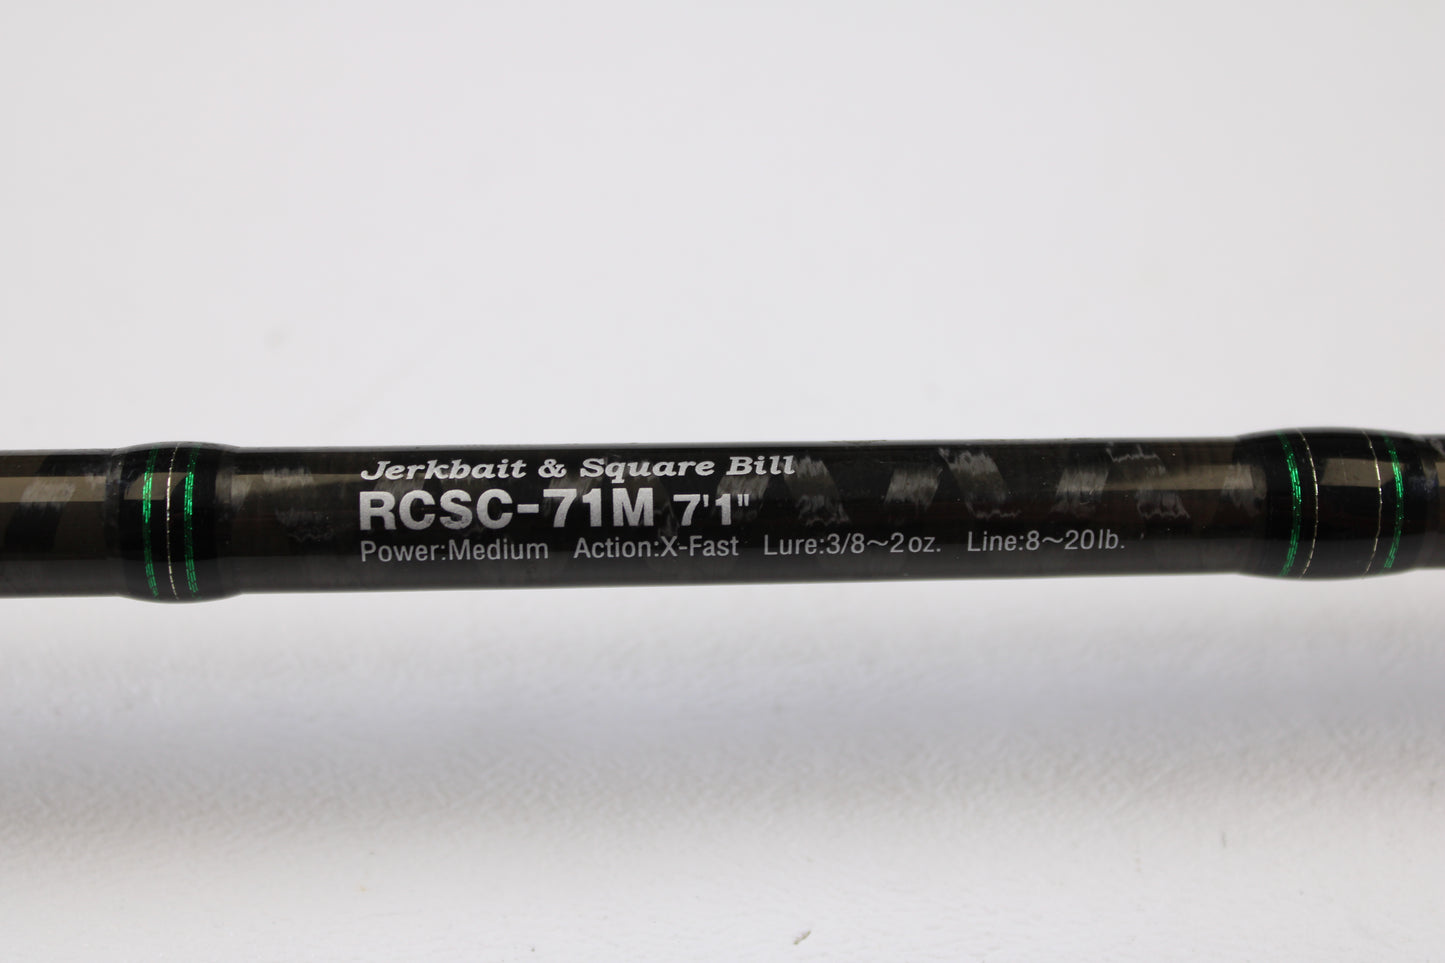 Jerkbait & Square Bill
RCSC-71M 7'1"
Power:Medium Action:X-Fast Lure:3/8~2oz. Line:8~20lb.